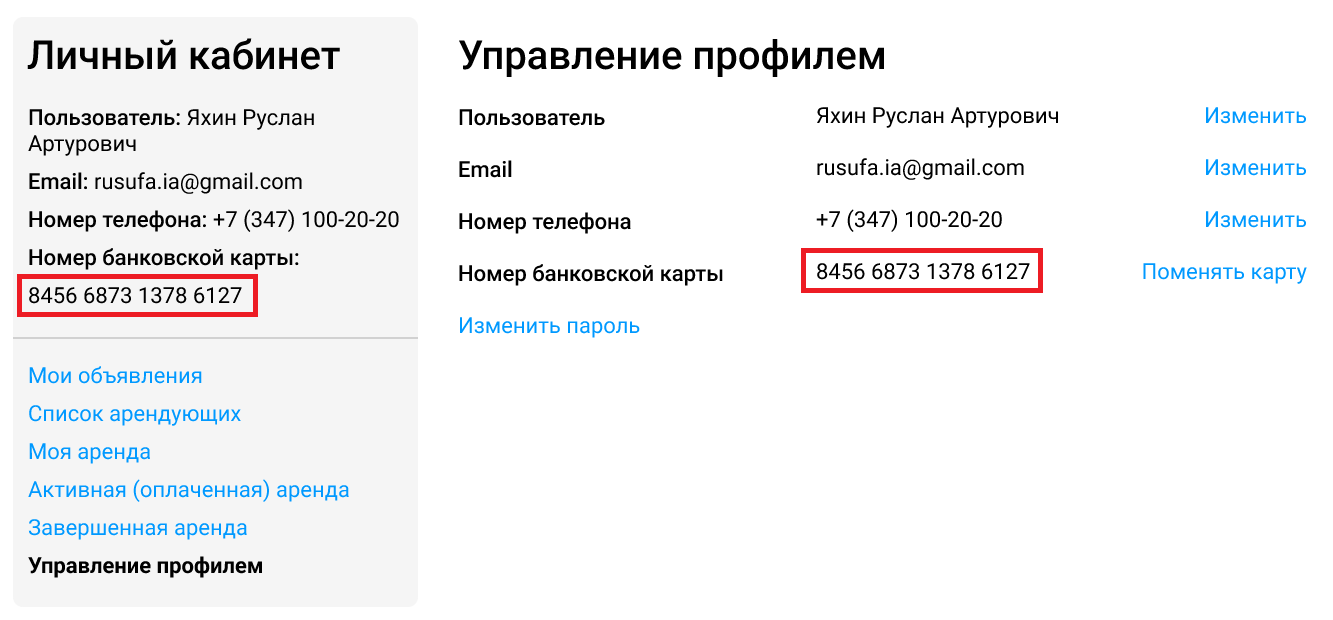 Личный кабинет
Пользователь: Яхин Руслан
Артурович
Email: rusufa.ia@gmail.com
Номер телефона: +7 (347) 100-20-20
Номер банковской карты:
8456 6873 1378 6127
Мои объявления
Список арендующих
Моя аренда
Активная (оплаченная) аренда
Завершенная аренда
Управление профилем
Управление профилем
Пользователь Яхин Руслан Артурович Изменить
Email rusufa.ia@gmail.com Изменить
Номер телефона +7 (347) 100-20-20 Изменить
Номер банковской карты 8456 6873 1378 6127 Поменять карту
Изменить пароль